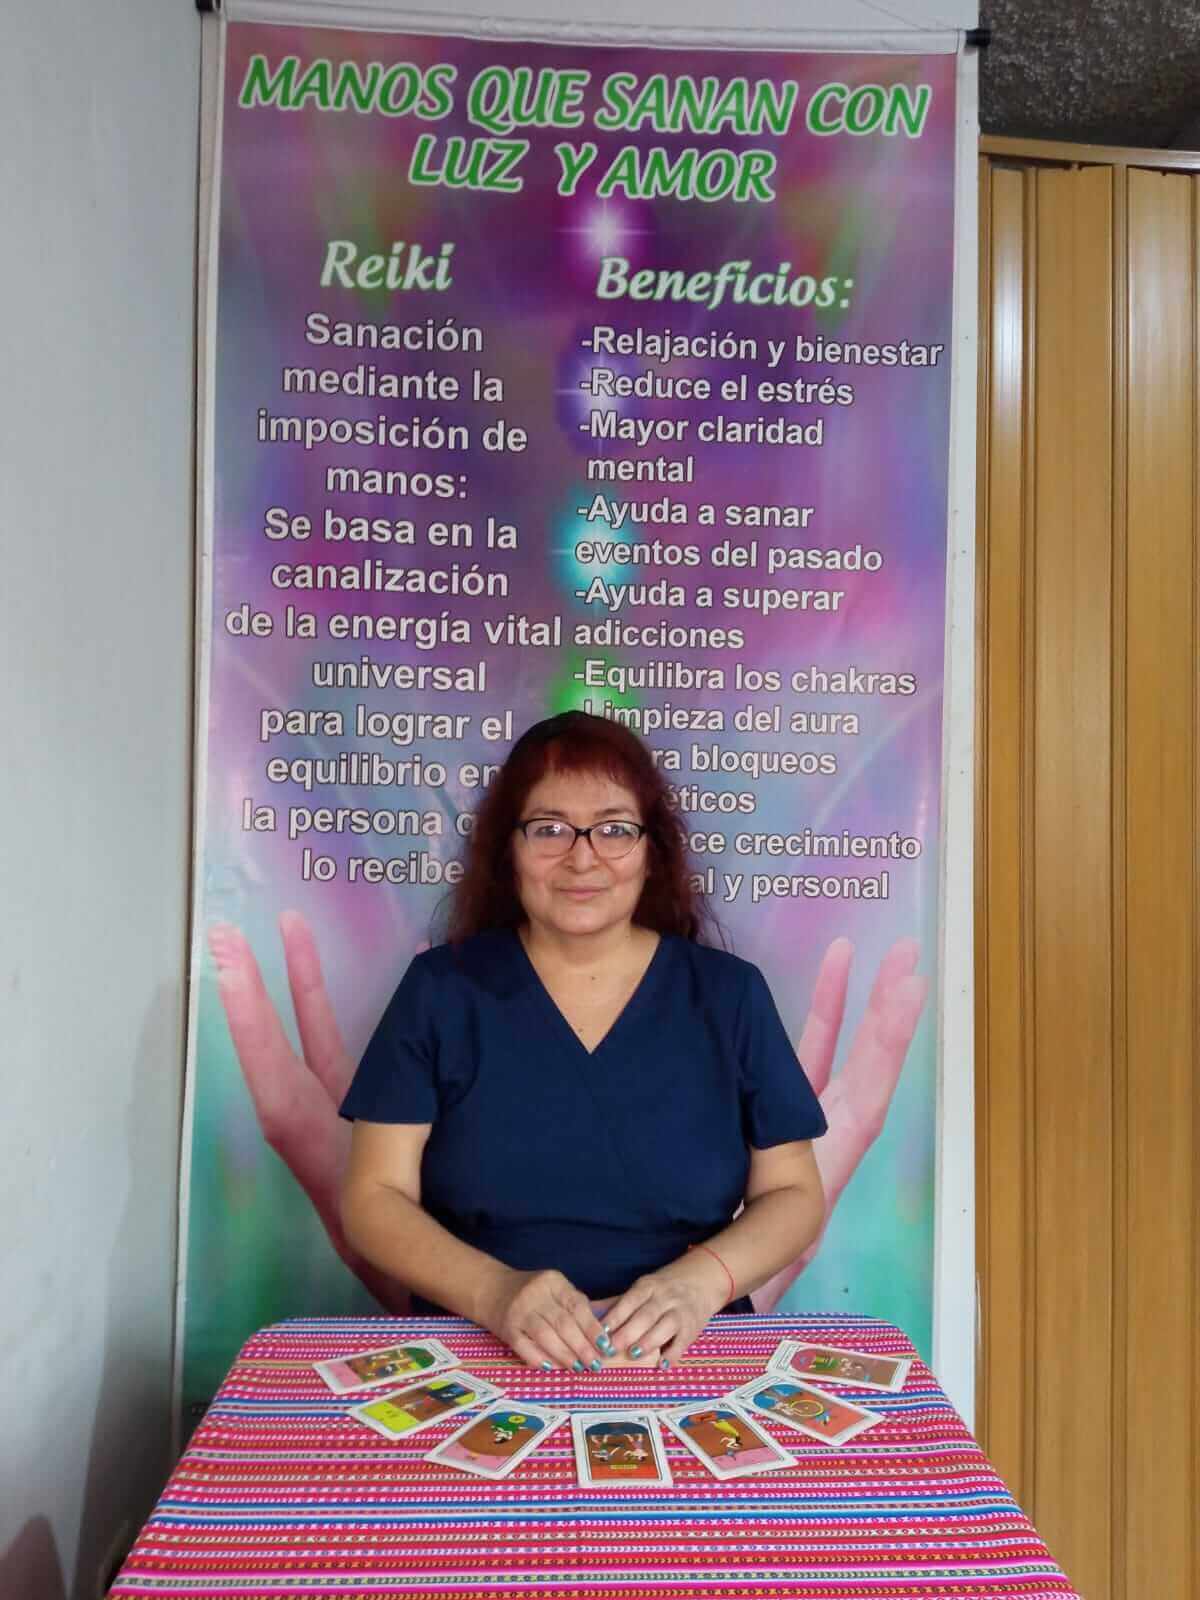 MANOS QUE SANAN CON
LUZ Y AMOR
Reiki
Sanación
mediante la
imposición de
manos:
Se basa en la
canalización
de la energía vital
universal
para lograr el
equilibrio en
la persona
lo recibe
Beneficios:
-Relajación y bienestar
-Reduce el estrés
-Mayor claridad
mental
-Ayuda a sanar
eventos del pasado
-Ayuda a superar
adicciones
-Equilibra los chakras
-Limpieza del aura
bloqueos
crecimiento
y personal